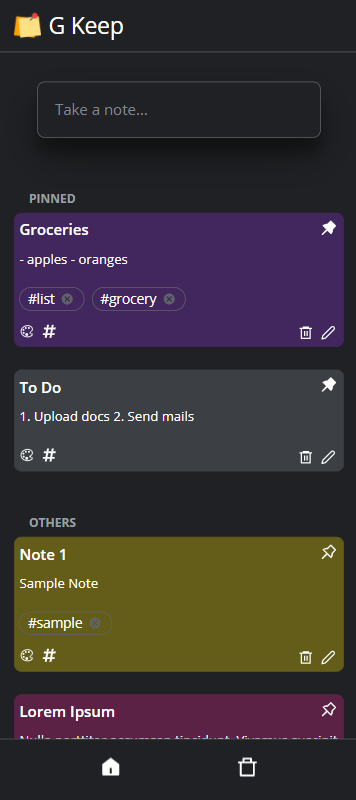 G Keep
Take a note...
PINNED
Groceries
- apples - oranges
#list
#grocery
To Do
1. Upload docs 2. Send mails
OTHERS
Note 1
Sample Note
#sample
Lorem Ipsum